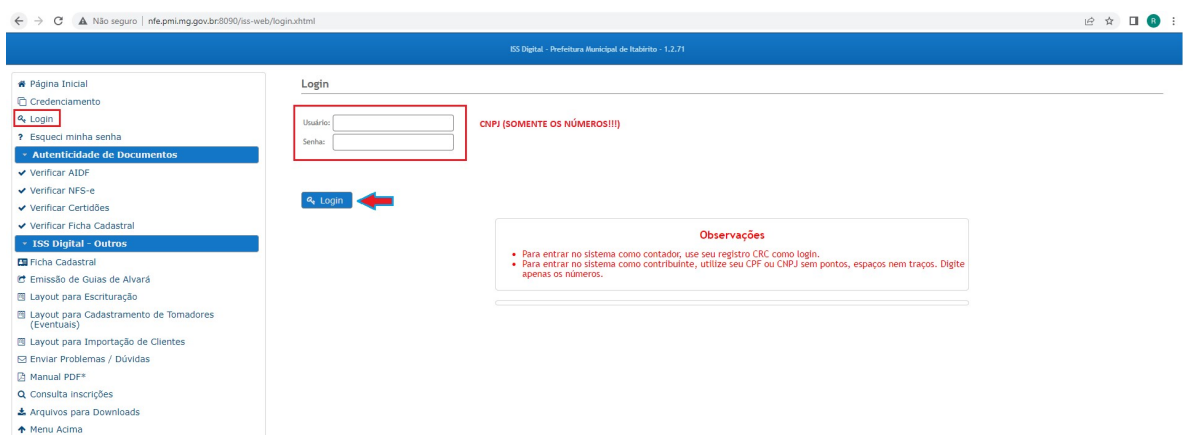 Não seguro | nfe.pmi.mg.gov.br:8090/iss-web/login.xhtml
R
ISS Digital - Prefeitura Municipal de Itabirito - 1.2.71
Página Inicial
Credenciamento
Login
? Esqueci minha senha
Autenticidade de Documentos
Verificar AIDF
Verificar NFS-e
Verificar Certidões
Verificar Ficha Cadastral
ISS Digital - Outros
Ficha Cadastral
Emissão de Guias de Alvará
Layout para Escrituração
Layout para Cadastramento de Tomadores
(Eventuais)
Layout para Importação de Clientes
Enviar Problemas / Dúvidas
Manual PDF*
Consulta inscrições
Arquivos para Downloads
Menu Acima
Login
Usuário:
CNPJ (SOMENTE OS NÚMEROS!!!)
Senha:
Login
Observações
• Para entrar no sistema como contador, use seu registro CRC como login.
• Para entrar no sistema como contribuinte, utilize seu CPF ou CNPJ sem pontos, espaços nem traços. Digite
apenas os números.